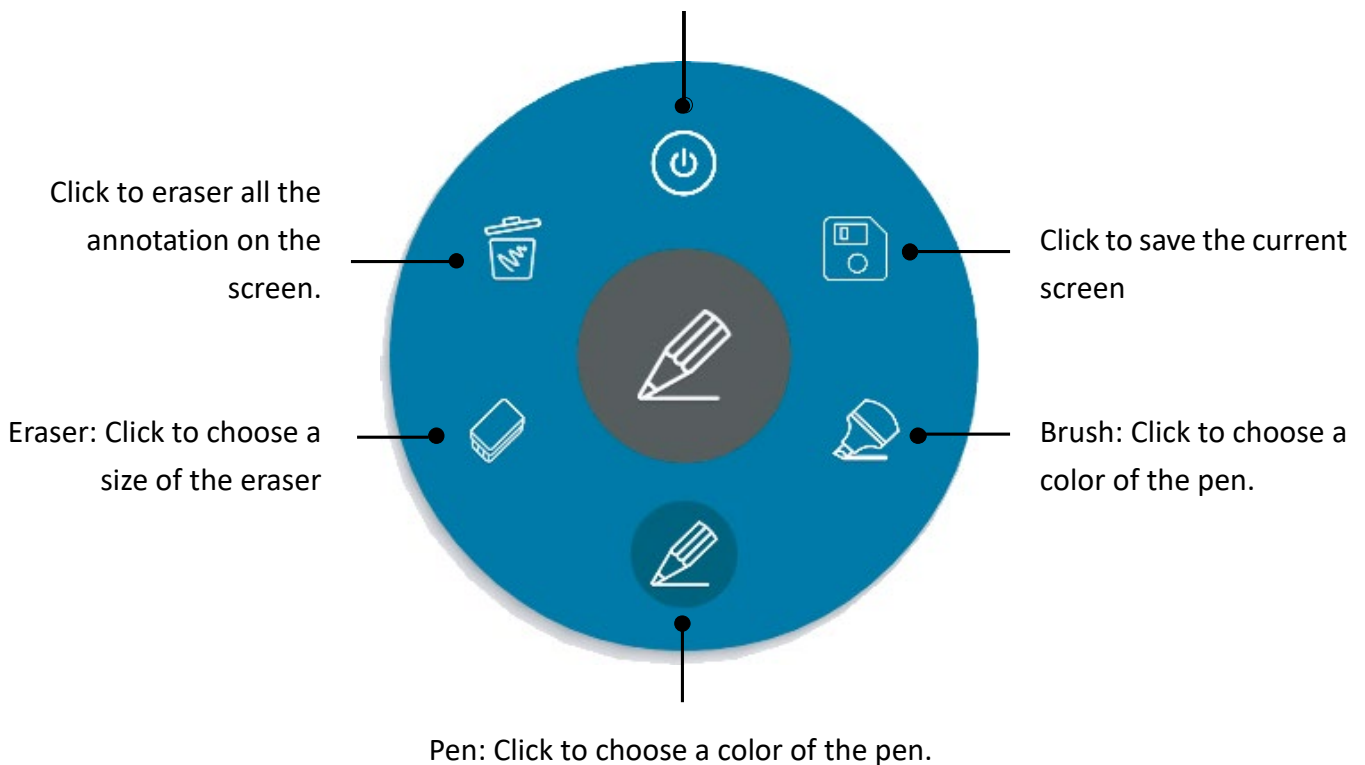 Click to eraser all the
annotation on the
screen.
Click to save the current
screen
Eraser: Click to choose a
size of the eraser
Brush: Click to choose a
color of the pen.
Pen: Click to choose a color of the pen.